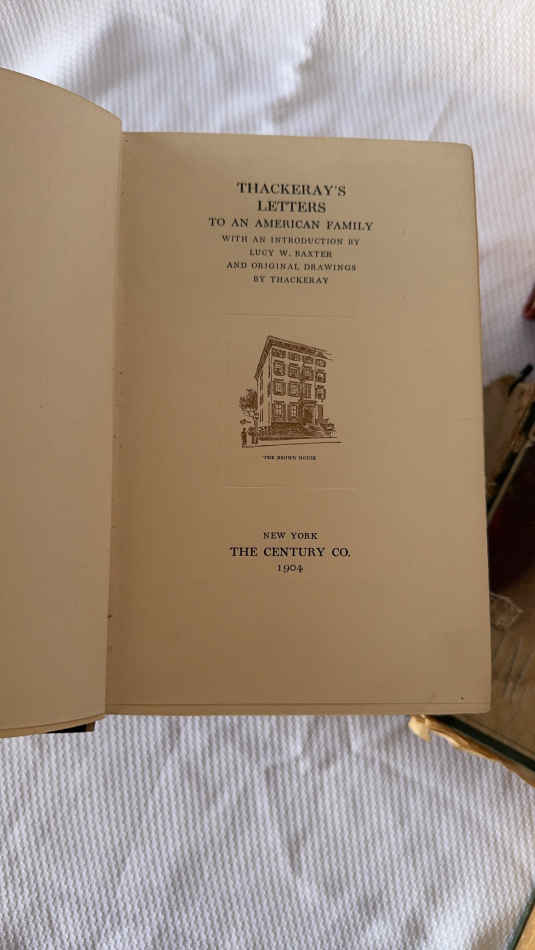 THACKERAY'S
LETTERS
TO AN AMERICAN FAMILY
WITH AN INTRODUCTION BY
LUCY W. BAXTER
AND ORIGINAL DRAWINGS
BY THACKERAY
THE BROWN HOUSE
NEW YORK
THE CENTURY CO.
1904